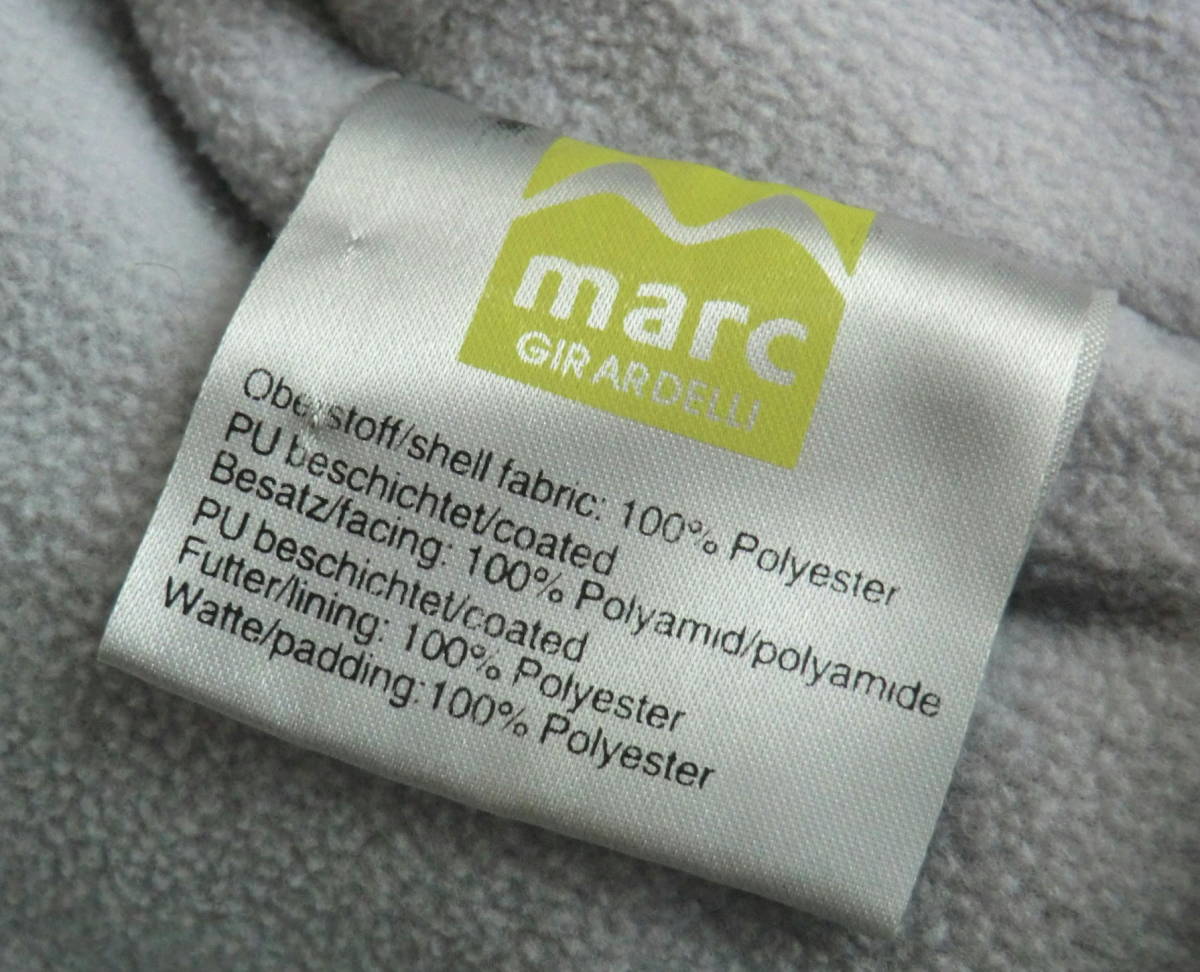 marc
GIRARDELLI
Oberstoff/shell fabric: 100% Polyester
PU beschichtet/coated
Besatz/facing: 100% Polyamid/polyamide
PU beschichtet/coated
Futter/lining: 100% Polyester
Watte/padding:100% Polyester